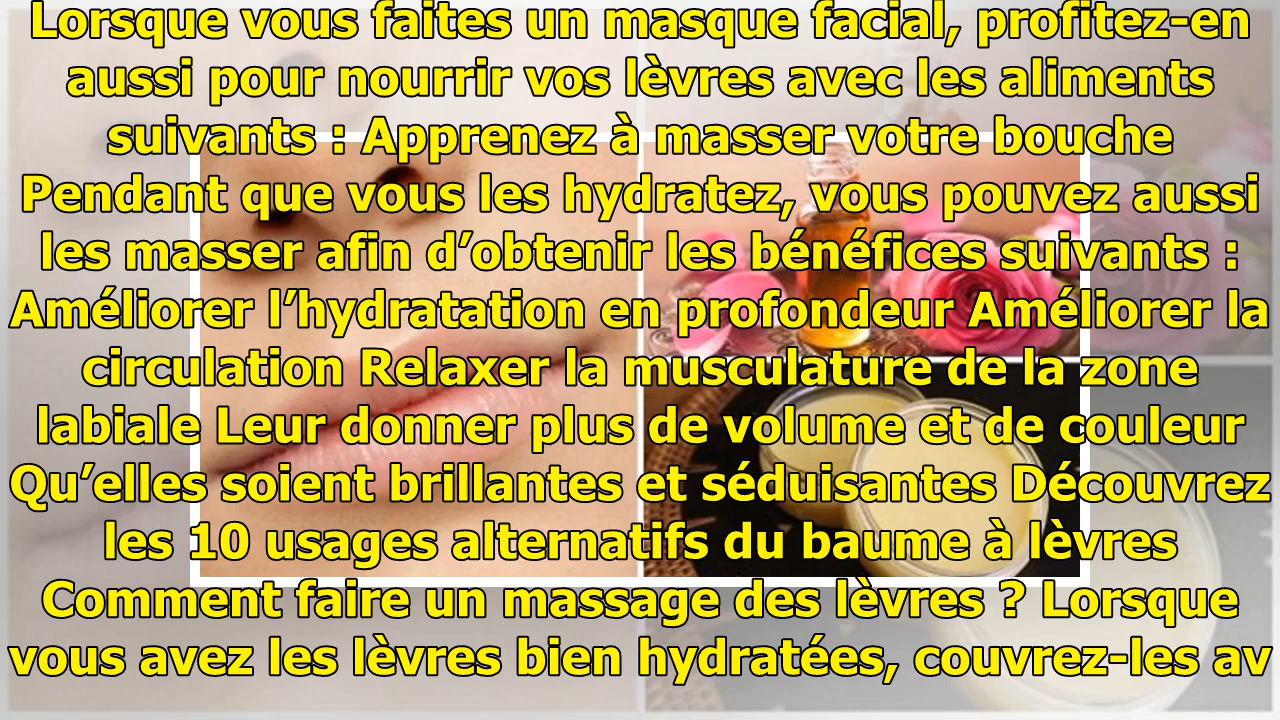 Lorsque vous faites un masque facial, profitez-en
aussi pour nourrir vos lèvres avec les aliments
suivants : Apprenez à masser votre bouche
Pendant que vous les hydratez, vous pouvez aussi
les masser afin d’obtenir les bénéfices suivants :
Améliorer l’hydratation en profondeur Améliorer la
circulation Relaxer la musculature de la zone
labiale Leur donner plus de volume et de couleur
Qu’elles soient brillantes et séduisantes Découvrez
les 10 usages alternatifs du baume à lèvres
Comment faire un massage des lèvres ? Lorsque
vous avez les lèvres bien hydratées, couvrez-les av